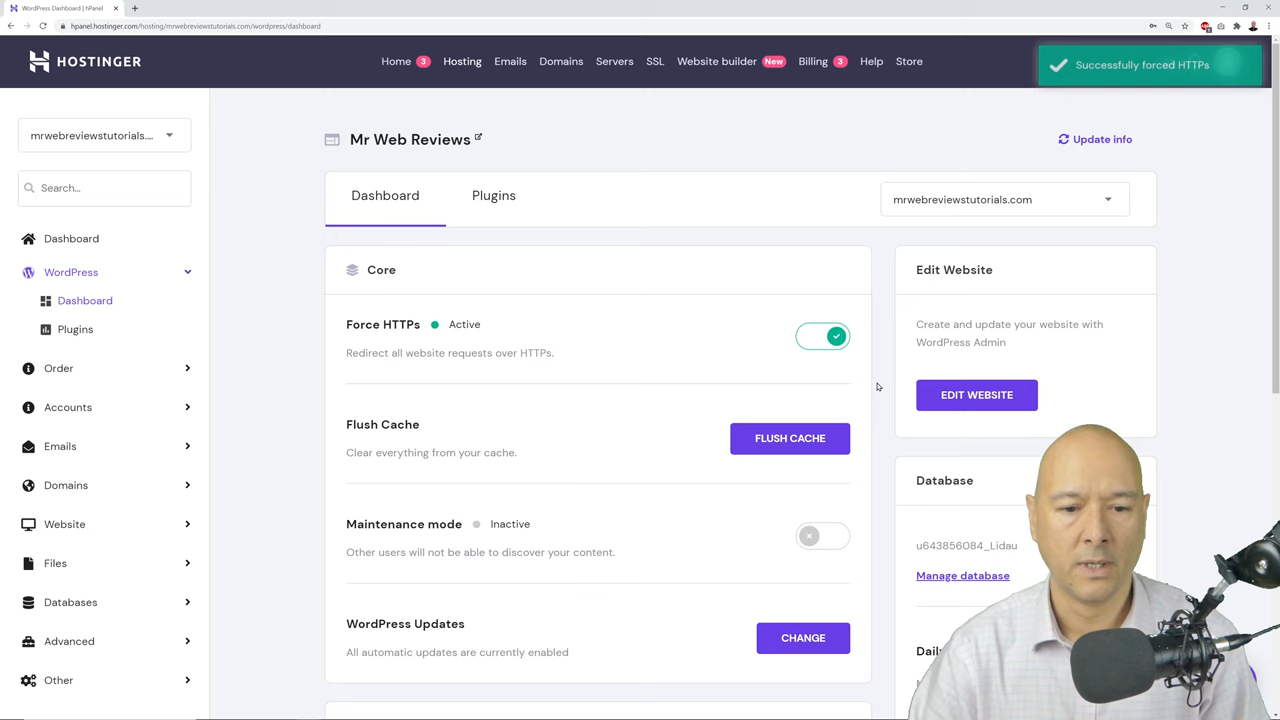 WordPress Dashboard | hPanel
hpanel.hostinger.com/hosting/mrwebreviewstutorials.com/wordpress/dashboard
HOSTINGER
Home 3 Hosting Emails Domains Servers SSL Website builder New Billing 3 Help Store
Successfully forced HTTPs
mrwebreviewstutorials....
Search...
Dashboard
WordPress
Dashboard
Plugins
Order
Accounts
Emails
Domains
Website
Files
Databases
Advanced
Other
Mr Web Reviews
Update info
Dashboard Plugins
mrwebreviewstutorials.com
Core
Force HTTPs Active
Redirect all website requests over HTTPs.
Flush Cache
Clear everything from your cache.
FLUSH CACHE
Maintenance mode Inactive
Other users will not be able to discover your content.
WordPress Updates
All automatic updates are currently enabled
CHANGE
Edit Website
Create and update your website with
WordPress Admin
EDIT WEBSITE
Database
u643856084_Lidau
Manage database